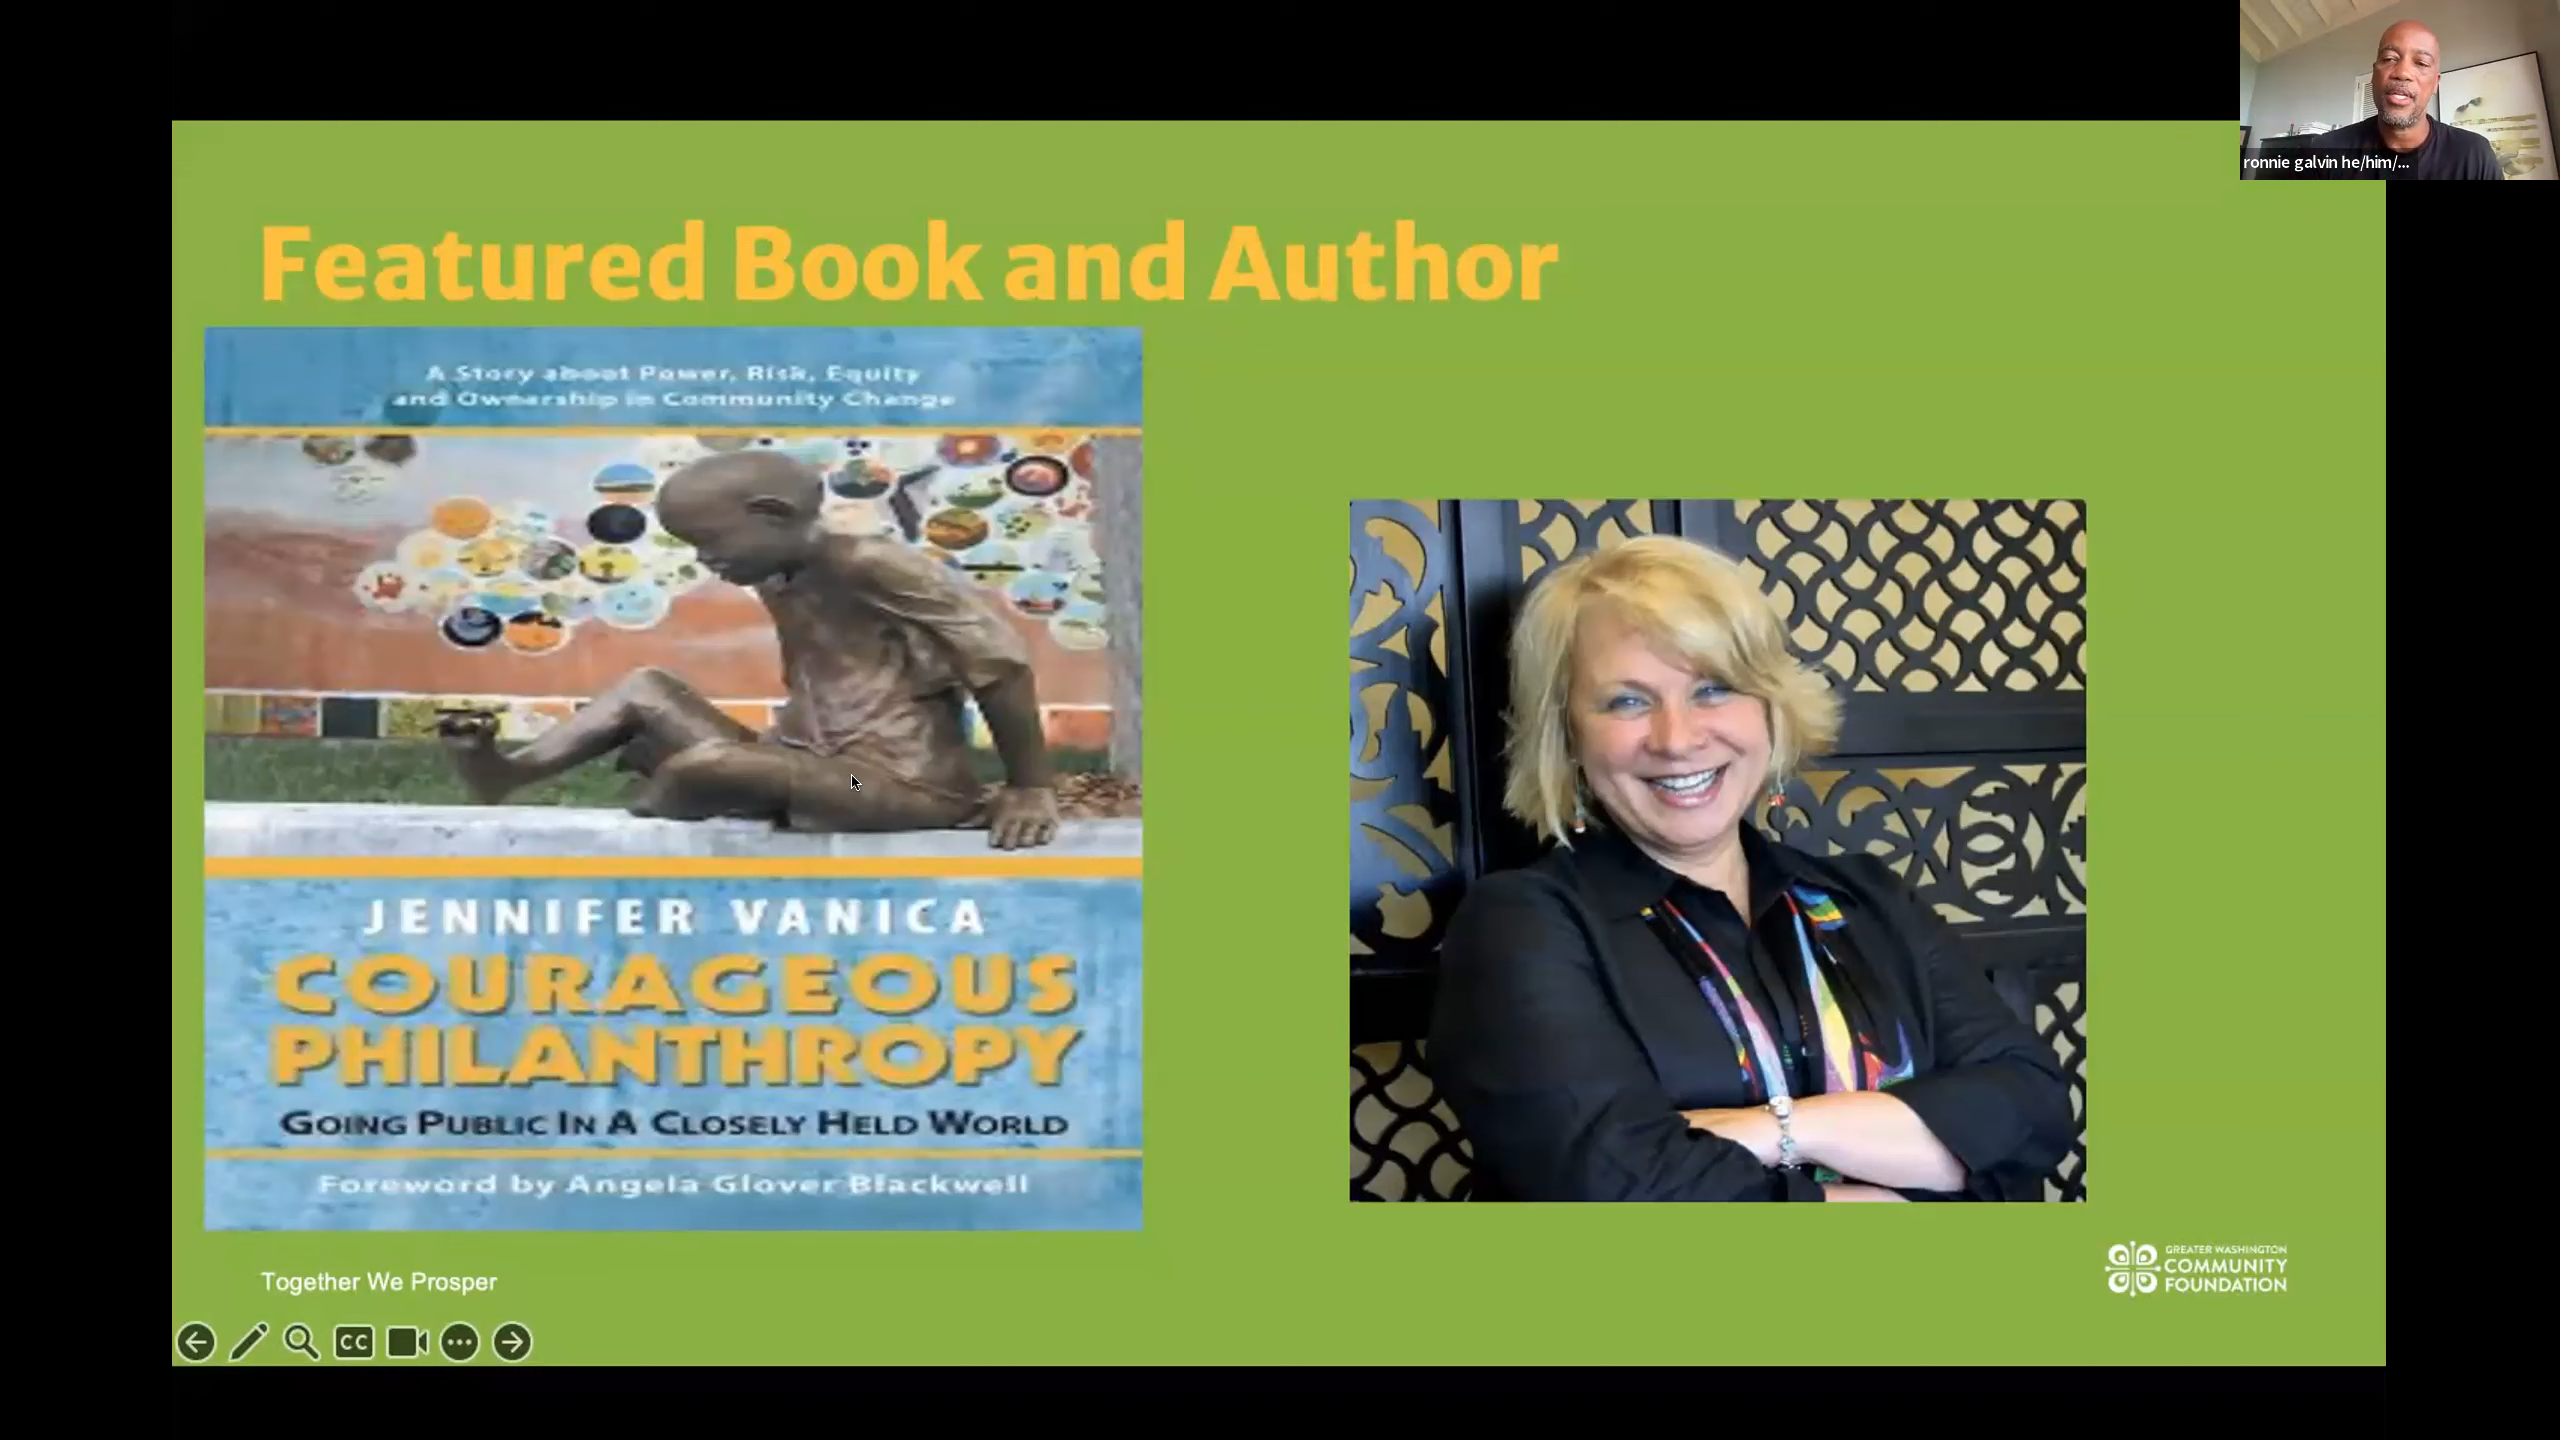 ronnie galvin he/him/...
Featured Book and Author
A Story about Power, Risk, Equity
and Ownership in Community Change
JENNIFER VANICA
COURAGEOUS
PHILANTHROPY
GOING PUBLIC IN A CLOSELY HELD WORLD
Foreword by Angela Glover Blackwell
Together We Prosper
GREATER WASHINGTON
COMMUNITY
FOUNDATION
CC